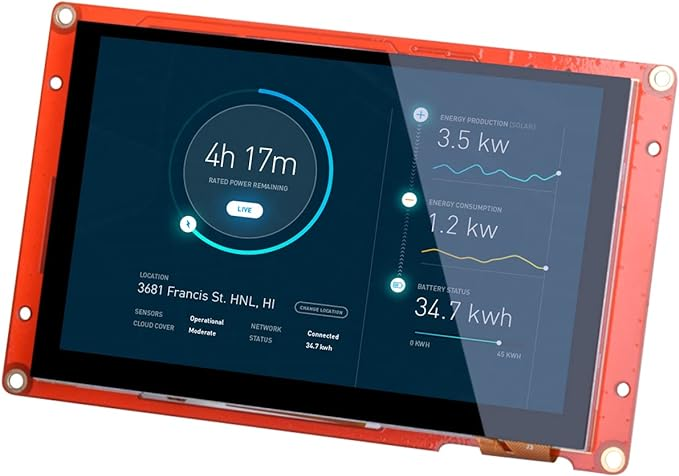 4h 17m
RATED POWER REMAINING
LIVE
LOCATION
3681 Francis St. HNL, HI
CHANGE LOCATION
SENSORS Operational
CLOUD COVER Moderate
NETWORK Connected
STATUS 34.7 kwh
ENERGY PRODUCTION (SOLAR)
3.5 kw
ENERGY CONSUMPTION
1.2 kw
BATTERY STATUS
34.7 kwh
0 KWH
45 KWH
J3